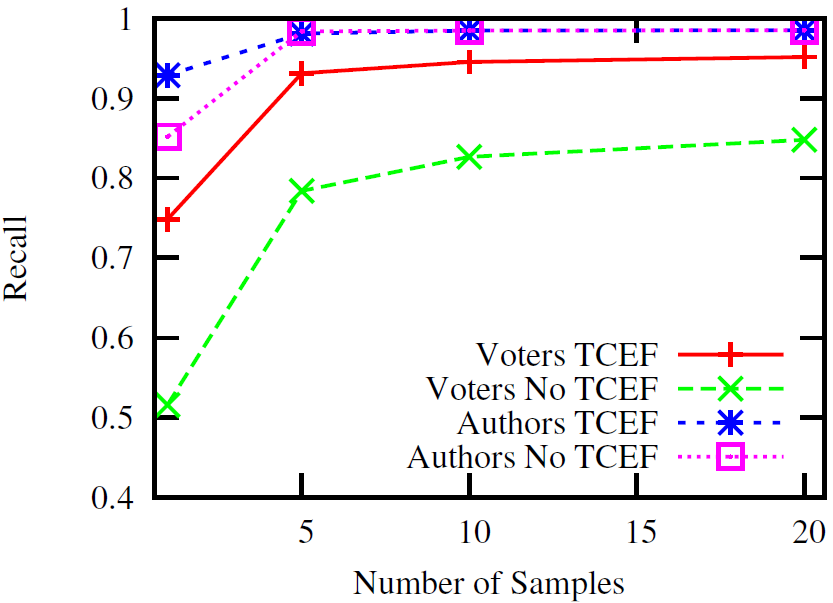 1
0.9
0.8
0.7
0.6
0.5
0.4
Recall
Voters TCEF
Voters No TCEF
Authors TCEF
Authors No TCEF
5 10 15 20
Number of Samples